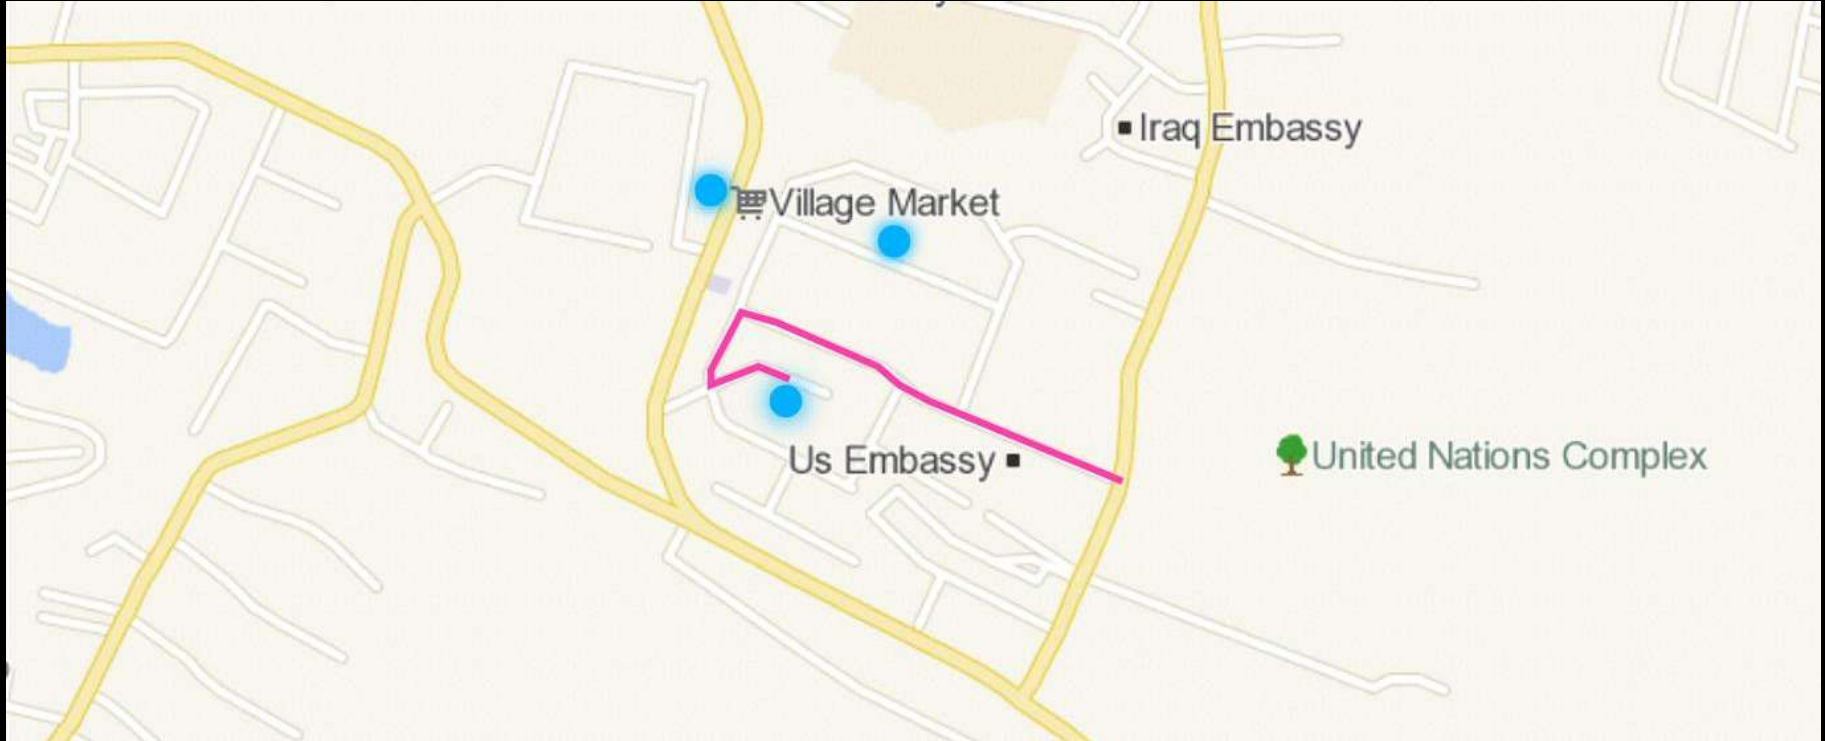 Iraq Embassy
Village Market
Us Embassy
United Nations Complex